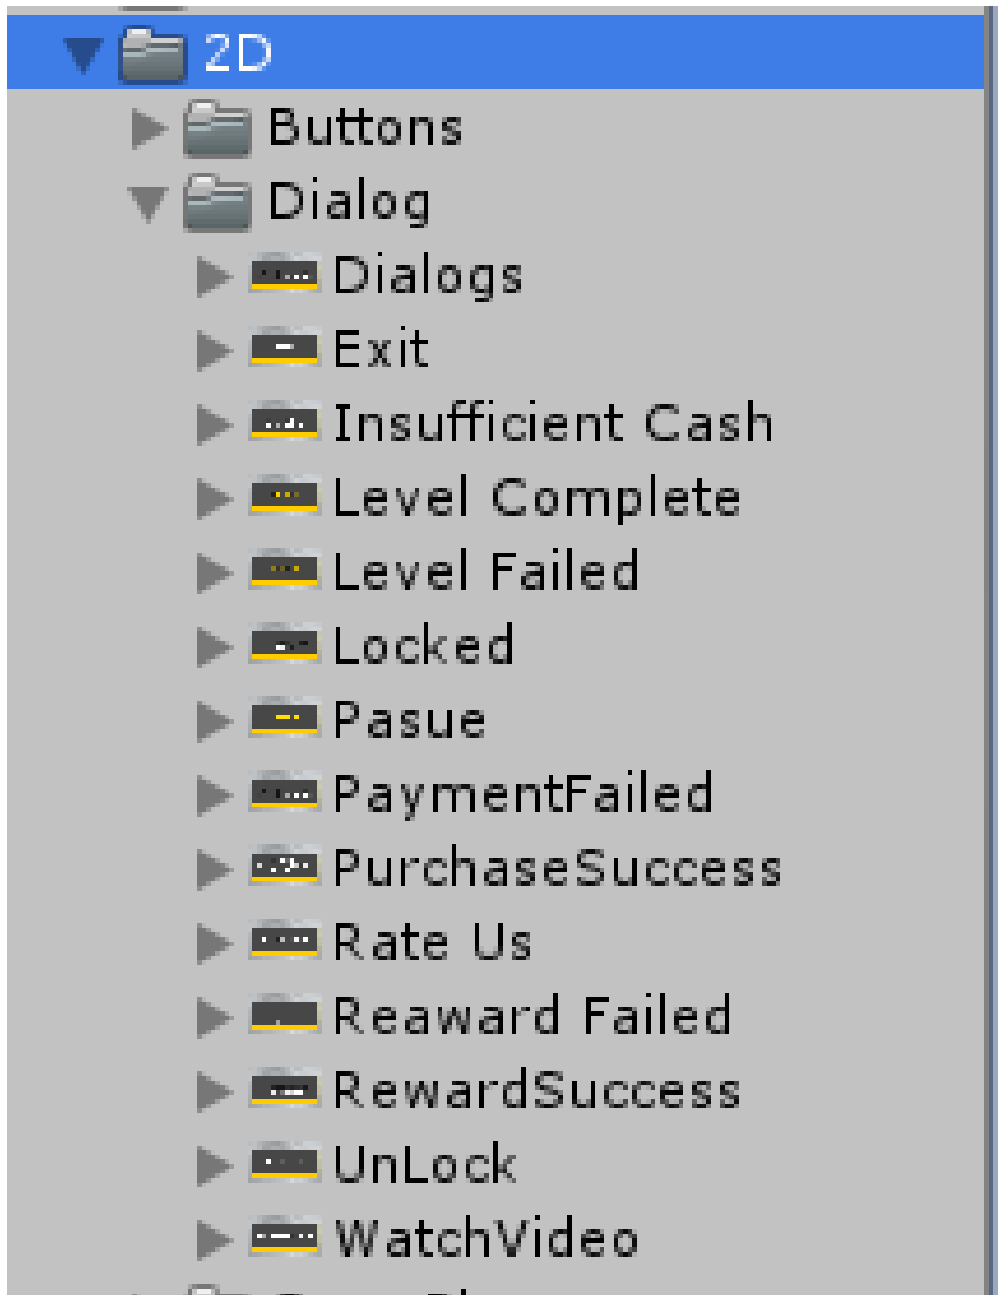 2D
Buttons
Dialog
Dialogs
Exit
Insufficient Cash
Level Complete
Level Failed
Locked
Pasue
PaymentFailed
PurchaseSuccess
Rate Us
Reaward Failed
RewardSuccess
UnLock
WatchVideo